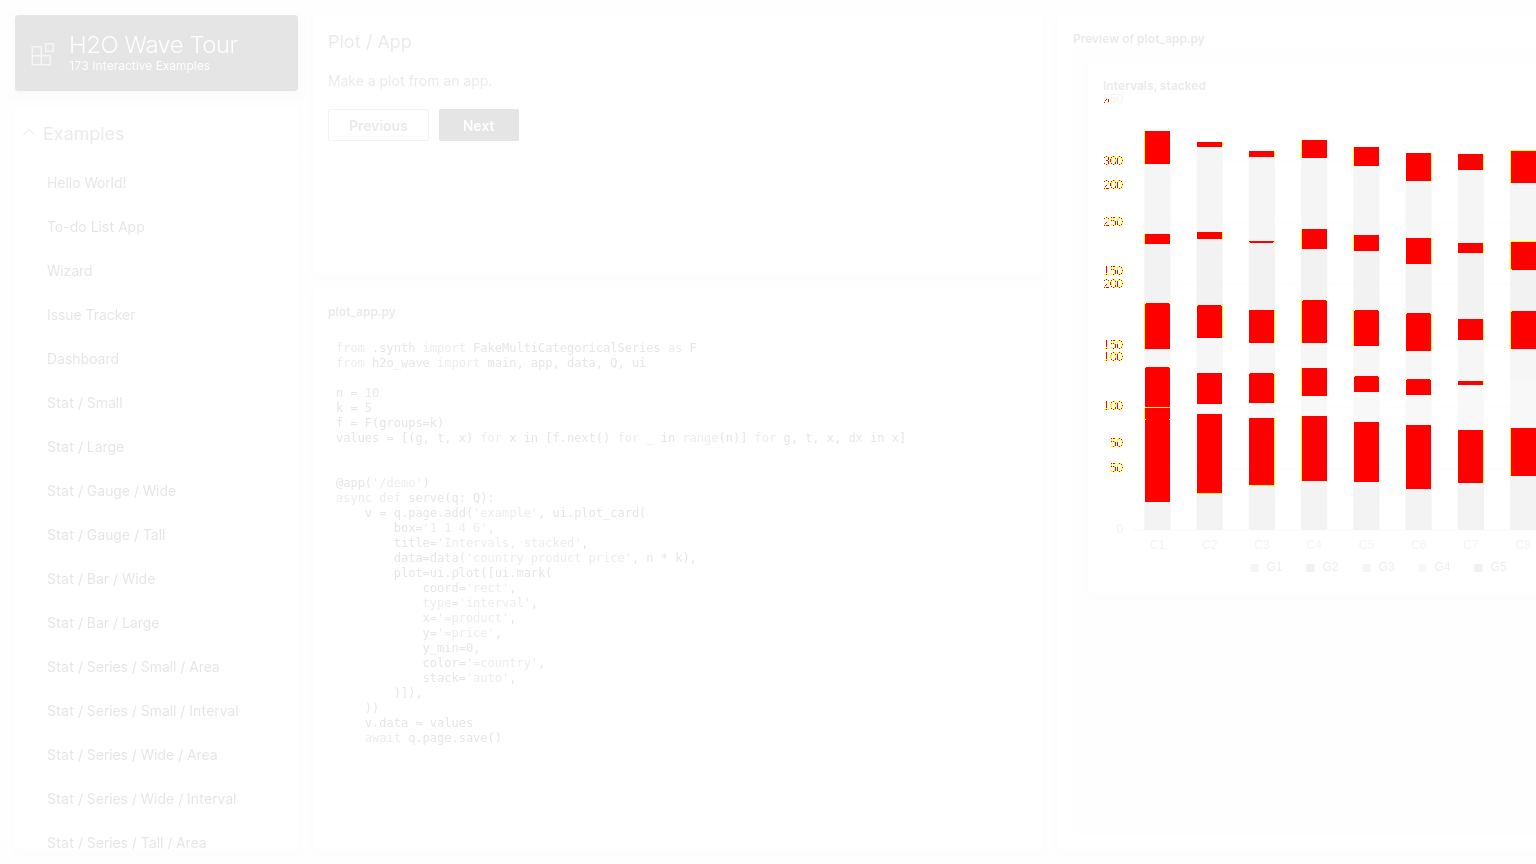 H2O Wave Tour
173 Interactive Examples
Examples
Hello World!
To-do List App
Wizard
Issue Tracker
Dashboard
Stat / Small
Stat / Large
Stat / Gauge / Wide
Stat / Gauge / Tall
Stat / Bar / Wide
Stat / Bar / Large
Stat / Series / Small / Area
Stat / Series / Small / Interval
Stat / Series / Wide / Area
Stat / Series / Wide / Interval
Stat / Series / Tall / Area
Plot / App
Make a plot from an app.
Previous
Next
plot_app.py
from .synth import FakeMultiCategoricalSeries as F
from h2o_wave import main, app, data, Q, ui
n = 10
k = 5
f = F(groups=k)
values = [(g, t, x) for x in [f.next() for _ in range(n)] for g, t, x, dx in x]
@app('/demo')
async def serve(q: Q):
v = q.page.add('example', ui.plot_card(
box='1 1 4 6',
title='Intervals, stacked',
data=data('country product price', n * k),
plot=ui.plot([ui.mark(
coord='rect',
type='interval',
x='=product',
y='=price',
y_min=0,
color='=country',
stack='auto',
)]),
))
v.data = values
await q.page.save()
Preview of plot_app.py
Intervals, stacked
300
200
250
150
200
150
100
100
50
50
0
C1 C2 C3 C4 C5 C6 C7 C8
G1 G2 G3 G4 G5